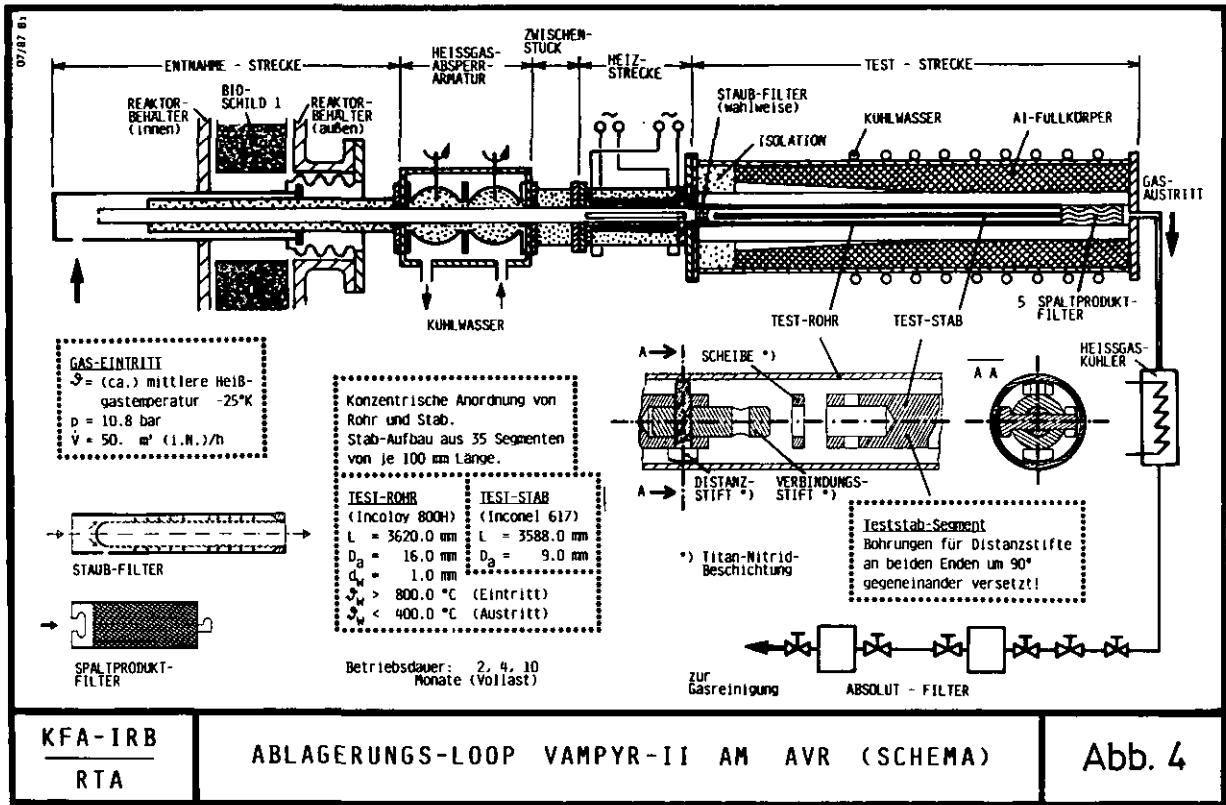 07/87 Bi
ENTNAHME - STRECKE
HEISSGAS-
ABSPERR-
ARMATUR
ZWISCHEN-
STÜCK
HEIZ-
STRECKE
TEST - STRECKE
REAKTOR-
BEHÄLTER
(innen)
BIO-
SCHILD 1
REAKTOR-
BEHÄLTER
(außen)
STAUB-FILTER
(wahlweise)
ISOLATION
KÜHLWASSER
Al-FÜLLKÖRPER
GAS-
AUSTRITT
KÜHLWASSER
TEST-ROHR
TEST-STAB
5 SPALTPRODUKT-
FILTER
HEISSGAS-
KÜHLER
GAS-EINTRITT
ϑ = (ca.) mittlere Heiß-
gastemperatur -25°K
p = 10.8 bar
V̇ = 50. m³ (i.N.)/h
Konzentrische Anordnung von
Rohr und Stab.
Stab-Aufbau aus 35 Segmenten
von je 100 mm Länge.
TEST-ROHR
(Incoloy 800H)
L = 3620.0 mm
Da = 16.0 mm
dw = 1.0 mm
ϑw > 800.0 °C (Eintritt)
ϑw < 400.0 °C (Austritt)
TEST-STAB
(Inconel 617)
L = 3588.0 mm
Da = 9.0 mm
Betriebsdauer: 2, 4, 10
Monate (Vollast)
A
SCHEIBE *)
A A
A
DISTANZ-
STIFT *)
VERBINDUNGS-
STIFT *)
*) Titan-Nitrid-
Beschichtung
Teststab-Segment
Bohrungen für Distanzstifte
an beiden Enden um 90°
gegeneinander versetzt!
STAUB-FILTER
SPALTPRODUKT-
FILTER
zur
Gasreinigung
ABSOLUT - FILTER
KFA-IRB
RTA
ABLAGERUNGS-LOOP VAMPYR-II AM AVR (SCHEMA)
Abb. 4